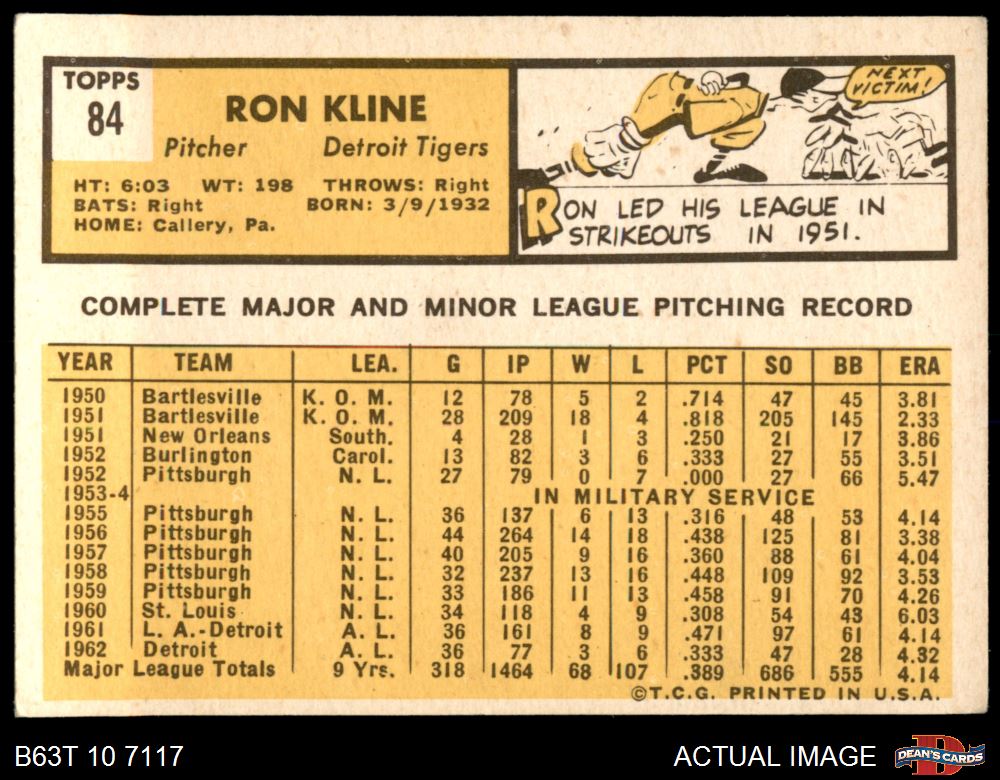 TOPPS
84
RON KLINE
Pitcher Detroit Tigers
HT: 6:03 WT: 198 THROWS: Right
BATS: Right BORN: 3/9/1932
HOME: Callery, Pa.
NEXT
VICTIM!
RON LED HIS LEAGUE IN
STRIKEOUTS IN 1951.
COMPLETE MAJOR AND MINOR LEAGUE PITCHING RECORD
YEAR TEAM LEA. G IP W L PCT SO BB ERA
1950 Bartlesville K. O. M. 12 78 5 2 .714 47 45 3.81
1951 Bartlesville K. O. M. 28 209 18 4 .818 205 145 2.33
1951 New Orleans South. 4 28 1 3 .250 21 17 3.86
1952 Burlington Carol. 13 82 3 6 .333 27 55 3.51
1952 Pittsburgh N. L. 27 79 0 7 .000 27 66 5.47
1953-4 IN MILITARY SERVICE
1955 Pittsburgh N. L. 36 137 6 13 .316 48 53 4.14
1956 Pittsburgh N. L. 44 264 14 18 .438 125 81 3.38
1957 Pittsburgh N. L. 40 205 9 16 .360 88 61 4.04
1958 Pittsburgh N. L. 32 237 13 16 .448 109 92 3.53
1959 Pittsburgh N. L. 33 186 11 13 .458 91 70 4.26
1960 St. Louis N. L. 34 118 4 9 .308 54 43 6.03
1961 L. A.-Detroit A. L. 36 161 8 9 .471 97 61 4.14
1962 Detroit A. L. 36 77 3 6 .333 47 28 4.32
Major League Totals 9 Yrs. 318 1464 68 107 .389 686 555 4.14
©T.C.G. PRINTED IN U.S.A.
B63T 10 7117 ACTUAL IMAGE
DEAN'S CARDS